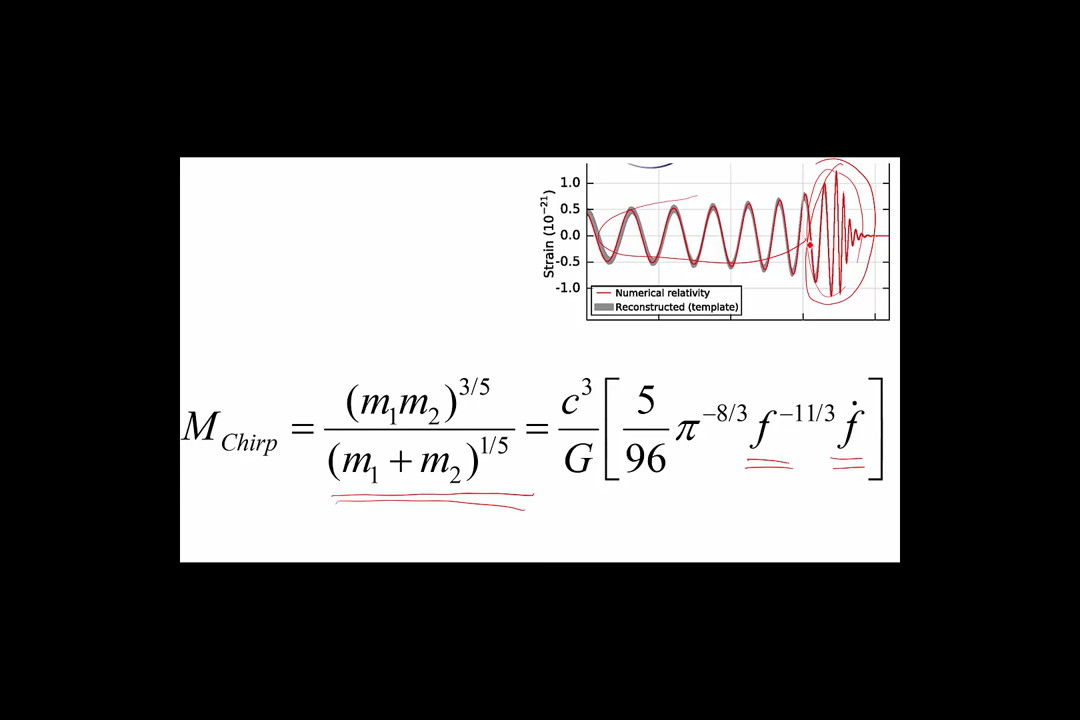 1.0
0.5
0.0
-0.5
-1.0
Strain (10⁻²¹)
Numerical relativity
Reconstructed (template)
M_Chirp = (m₁m₂)^{3/5} / (m₁ + m₂)^{1/5} = c³/G [ 5/96 π^{-8/3} f^{-11/3} ḟ ]